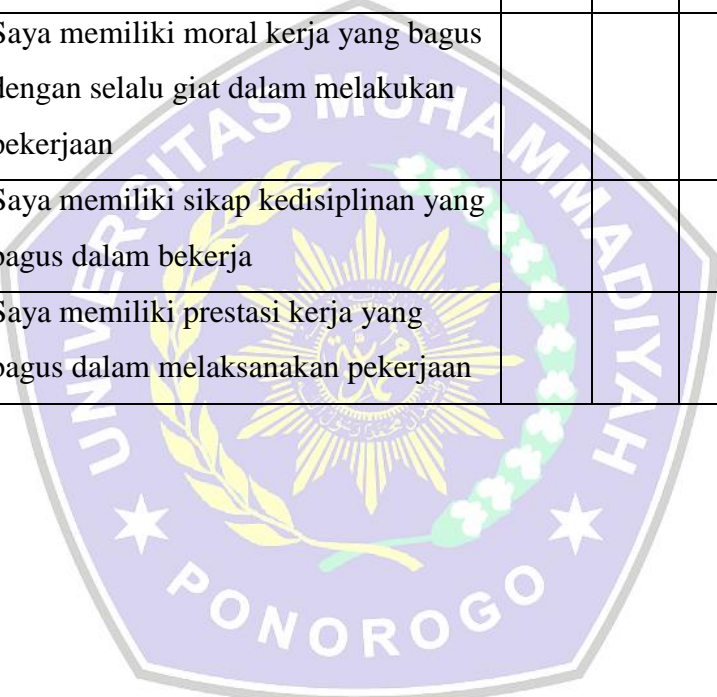 Saya memiliki moral kerja yang bagus
dengan selalu giat dalam melakukan
pekerjaan
Saya memiliki sikap kedisiplinan yang
bagus dalam bekerja
Saya memiliki prestasi kerja yang
bagus dalam melaksanakan pekerjaan
UNIVERSITAS MUHAMMADIYAH
PONOROGO